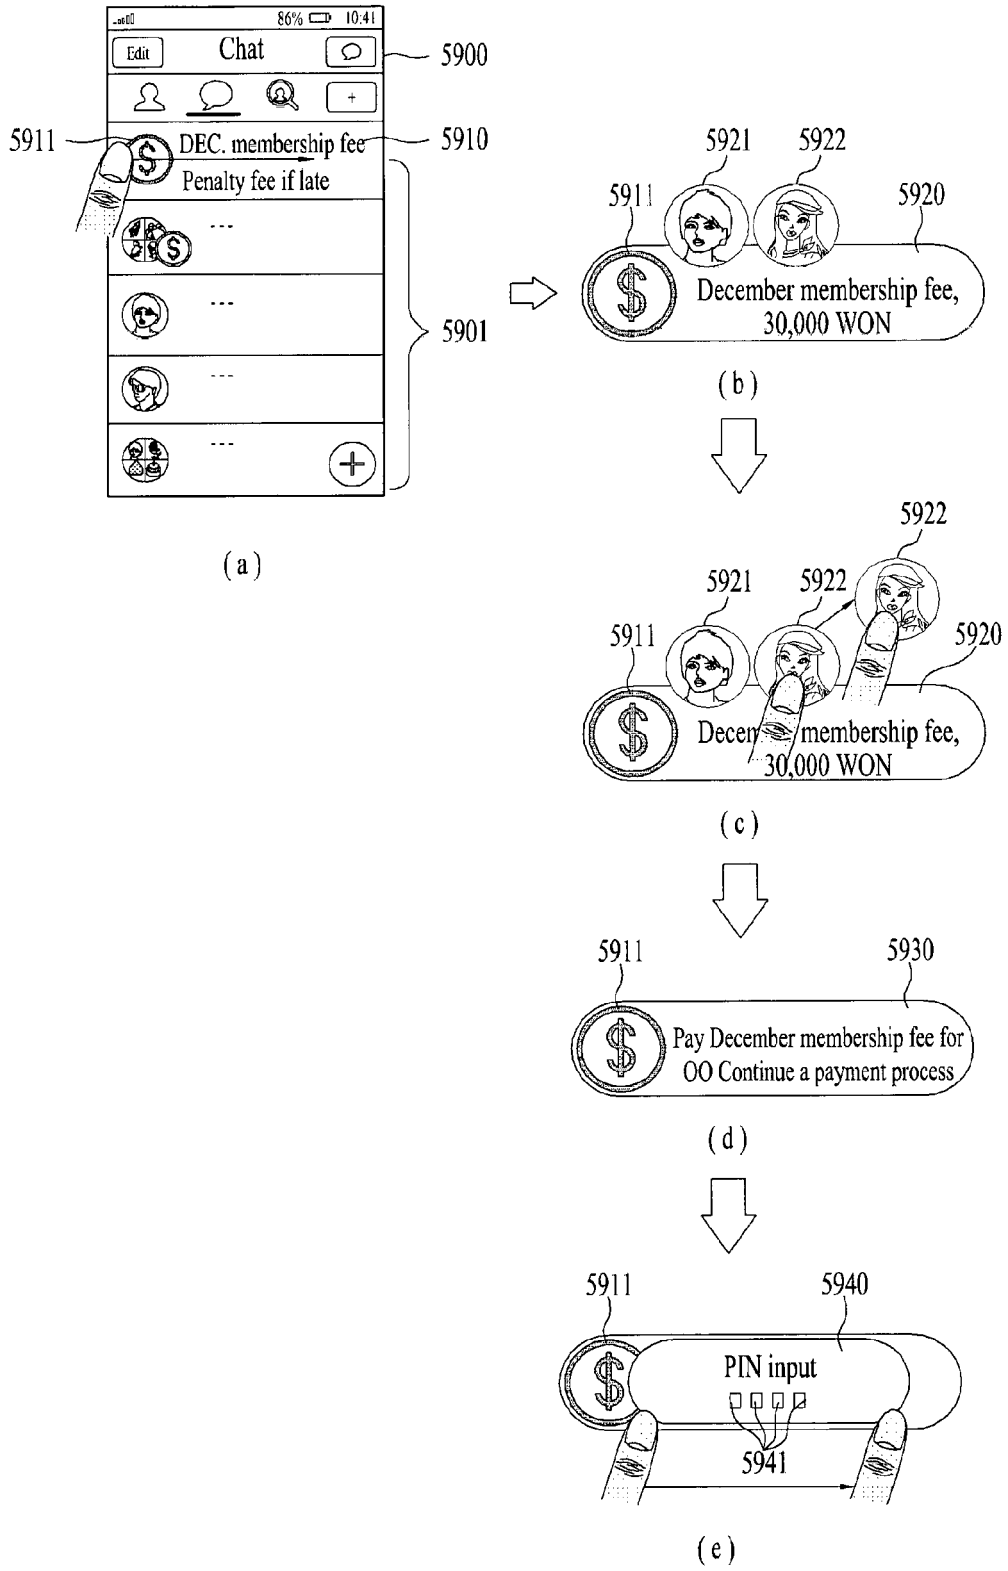 86% 10:41
Edit Chat 5900
+
5911 DEC. membership fee 5910
Penalty fee if late
$
---
$
---
5901
---
---
+
(a)
5921 5922
5911 5920
$ December membership fee,
30,000 WON
(b)
5922
5921 5922
5911 5920
$ Decem membership fee,
30,000 WON
(c)
5911 5930
$ Pay December membership fee for
OO Continue a payment process
(d)
5911 5940
$ PIN input
5941
(e)